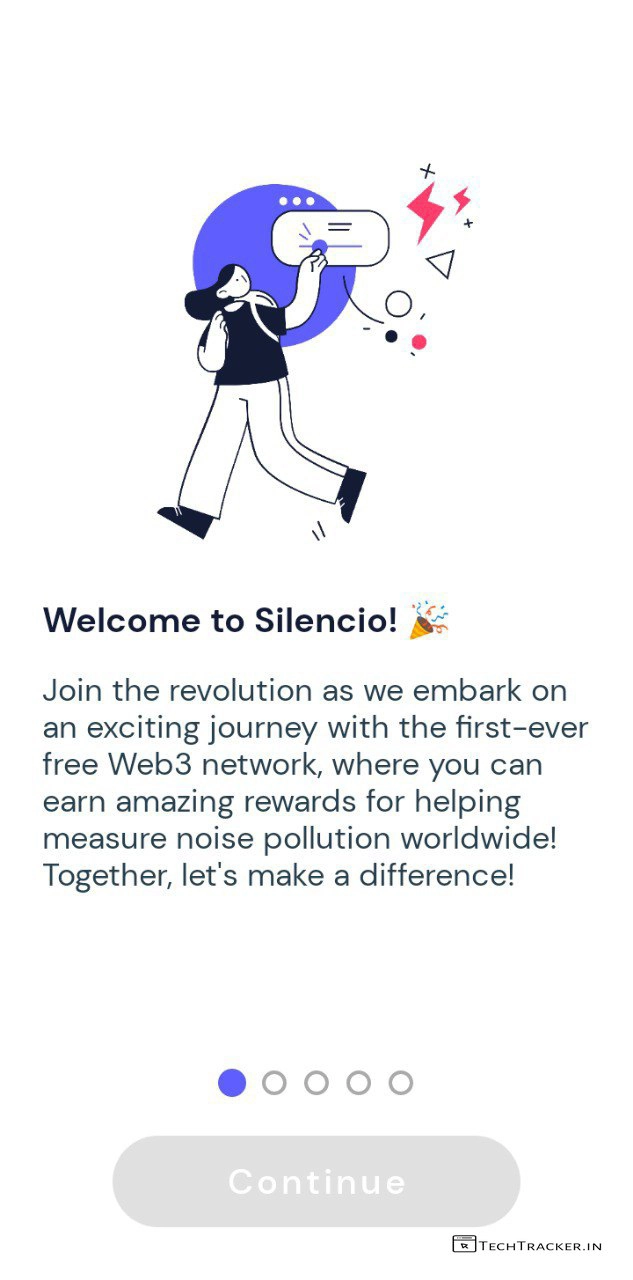 Welcome to Silencio! 🎉
Join the revolution as we embark on
an exciting journey with the first-ever
free Web3 network, where you can
earn amazing rewards for helping
measure noise pollution worldwide!
Together, let's make a difference!
Continue
TECHTRACKER.IN